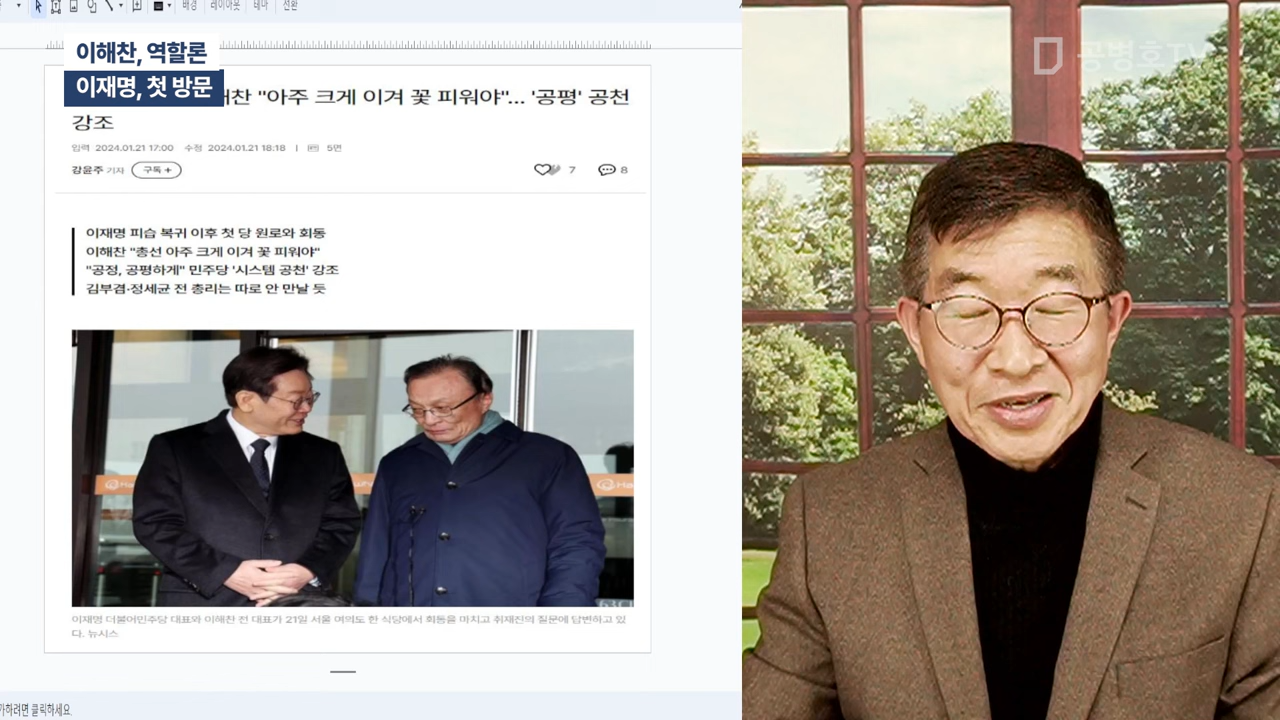 배경 레이아웃 테마 전환
이해찬, 역할론
이재명, 첫 방문
찬 "아주 크게 이겨 꽃 피워야"... '공평' 공천
강조
입력 2024.01.21 17:00 수정 2024.01.21 18:18 | 5면
강윤주 기자 구독 +
7 8
이재명 피습 복귀 이후 첫 당 원로와 회동
이해찬 "총선 아주 크게 이겨 꽃 피워야"
"공정, 공평하게" 민주당 '시스템 공천' 강조
김부겸·정세균 전 총리는 따로 안 만날 듯
이재명 더불어민주당 대표와 이해찬 전 대표가 21일 서울 여의도 한 식당에서 회동을 마치고 취재진의 질문에 답변하고 있
다. 뉴시스
가하려면 클릭하세요.
공병호TV